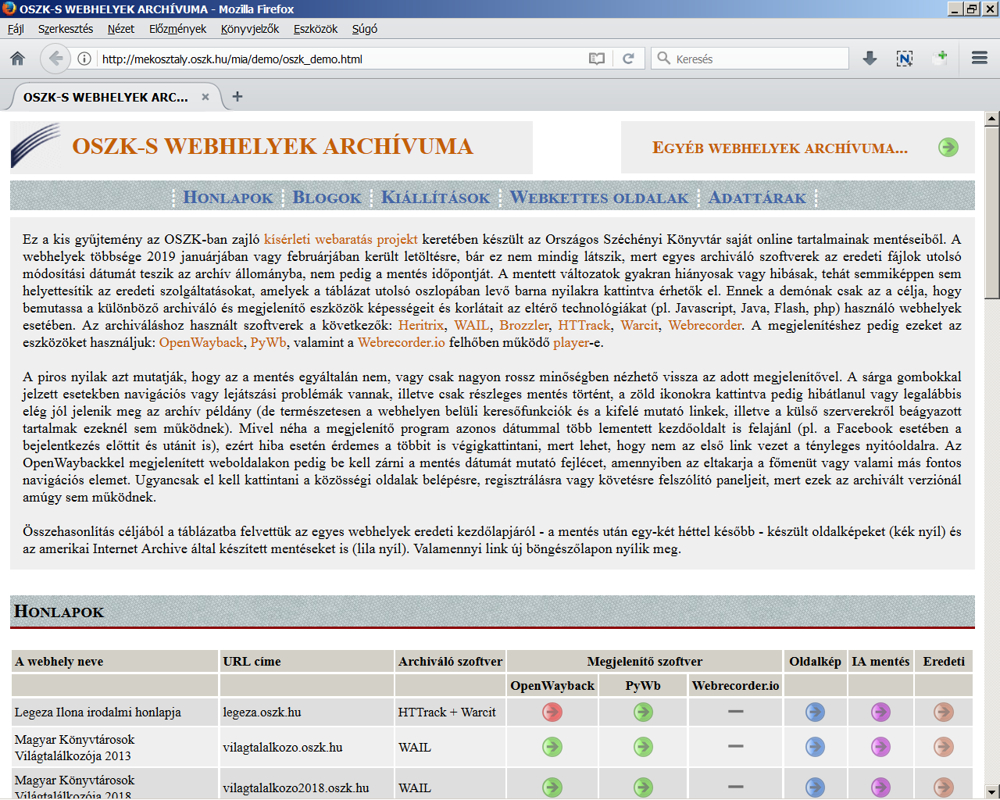 OSZK-S WEBHELYEK ARCHÍVUMA - Mozilla Firefox
Fájl Szerkesztés Nézet Előzmények Könyvjelzők Eszközök Súgó
http://mekosztaly.oszk.hu/mia/demo/oszk_demo.html
Keresés
OSZK-S WEBHELYEK ARC...
OSZK-S WEBHELYEK ARCHÍVUMA
EGYÉB WEBHELYEK ARCHÍVUMA...
HONLAPOK BLOGOK KIÁLLÍTÁSOK WEBKETTES OLDALAK ADATTÁRAK
Ez a kis gyűjtemény az OSZK-ban zajló kísérleti webaratás projekt keretében készült az Országos Széchényi Könyvtár saját online tartalmainak mentéseiből. A
webhelyek többsége 2019 januárjában vagy februárjában került letöltésre, bár ez nem mindig látszik, mert egyes archiváló szoftverek az eredeti fájlok utolsó
módosítási dátumát teszik az archív állományba, nem pedig a mentés időpontját. A mentett változatok gyakran hiányosak vagy hibásak, tehát semmiképpen sem
helyettesítik az eredeti szolgáltatásokat, amelyek a táblázat utolsó oszlopában levő barna nyilakra kattintva érhetők el. Ennek a demónak csak az a célja, hogy
bemutassa a különböző archiváló és megjelenítő eszközök képességeit és korlátait az eltérő technológiákat (pl. Javascript, Java, Flash, php) használó webhelyek
esetében. Az archiváláshoz használt szoftverek a következők: Heritrix, WAIL, Brozzler, HTTrack, Warcit, Webrecorder. A megjelenítéshez pedig ezeket az
eszközöket használjuk: OpenWayback, PyWb, valamint a Webrecorder.io felhőben működő player-e.
A piros nyilak azt mutatják, hogy az a mentés egyáltalán nem, vagy csak nagyon rossz minőségben nézhető vissza az adott megjelenítővel. A sárga gombokkal
jelzett esetekben navigációs vagy lejátszási problémák vannak, illetve csak részleges mentés történt, a zöld ikonokra kattintva pedig hibátlanul vagy legalábbis
elég jól jelenik meg az archív példány (de természetesen a webhelyen belüli keresőfunkciók és a kifelé mutató linkek, illetve a külső szerverekről beágyazott
tartalmak ezeknél sem működnek). Mivel néha a megjelenítő program azonos dátummal több lementett kezdőoldalt is felajánl (pl. a Facebook esetében a
bejelentkezés előttit és utánit is), ezért hiba esetén érdemes a többit is végigkattintani, mert lehet, hogy nem az első link vezet a tényleges nyitóoldalra. Az
OpenWaybackkel megjelenített weboldalakon pedig be kell zárni a mentés dátumát mutató fejlécet, amennyiben az eltakarja a főmenüt vagy valami más fontos
navigációs elemet. Ugyancsak el kell kattintani a közösségi oldalak belépésre, regisztrálásra vagy követésre felszólító paneljeit, mert ezek az archivált verziónál
amúgy sem működnek.
Összehasonlítás céljából a táblázatba felvettük az egyes webhelyek eredeti kezdőlapjáról - a mentés után egy-két héttel később - készült oldalképeket (kék nyíl) és
az amerikai Internet Archive által készített mentéseket is (lila nyíl). Valamennyi link új böngészőlapon nyílik meg.
HONLAPOK
A webhely neve URL címe Archiváló szoftver Megjelenítő szoftver Oldalkép IA mentés Eredeti
OpenWayback PyWb Webrecorder.io
Legeza Ilona irodalmi honlapja legeza.oszk.hu HTTrack + Warcit
Magyar Könyvtárosok
Világtalálkozója 2013 vilagtalalkozo.oszk.hu WAIL
Magyar Könyvtárosok
Világtalálkozója 2018 vilagtalalkozo2018.oszk.hu WAIL